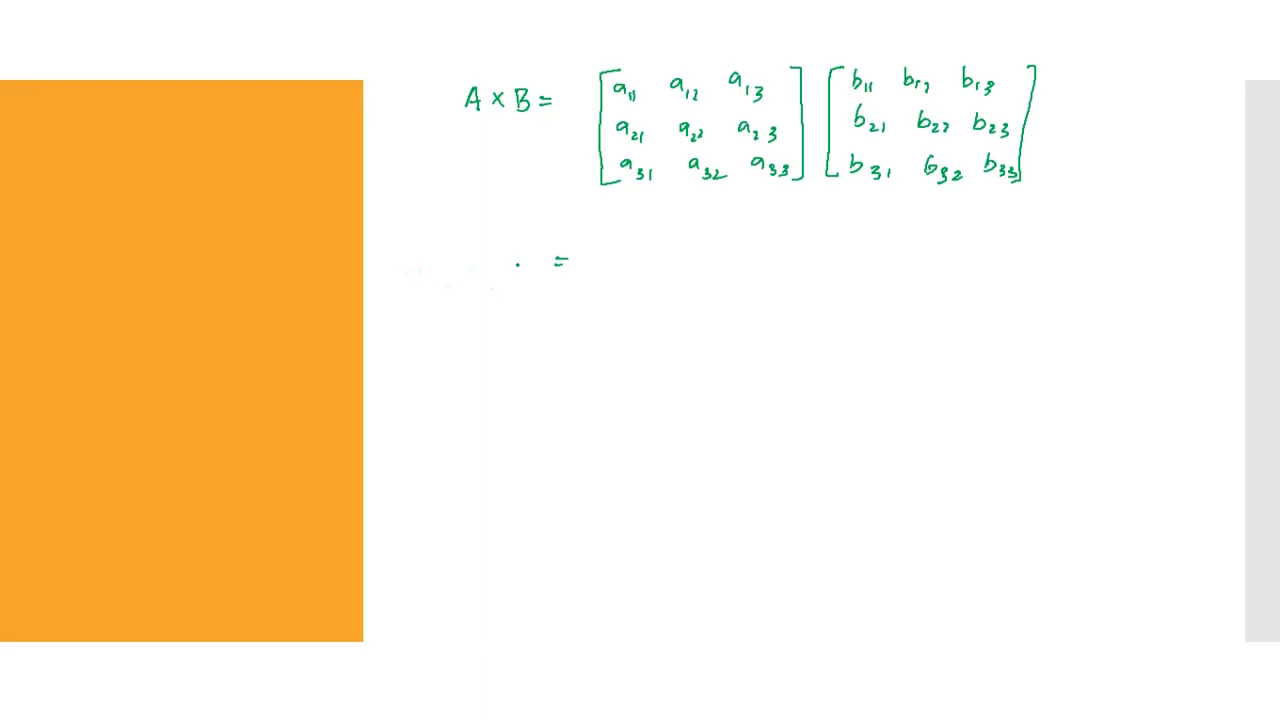 A × B = [a11 a12 a13] [b11 b12 b13]
a21 a22 a23 b21 b22 b23
a31 a32 a33 b31 b32 b33
. =